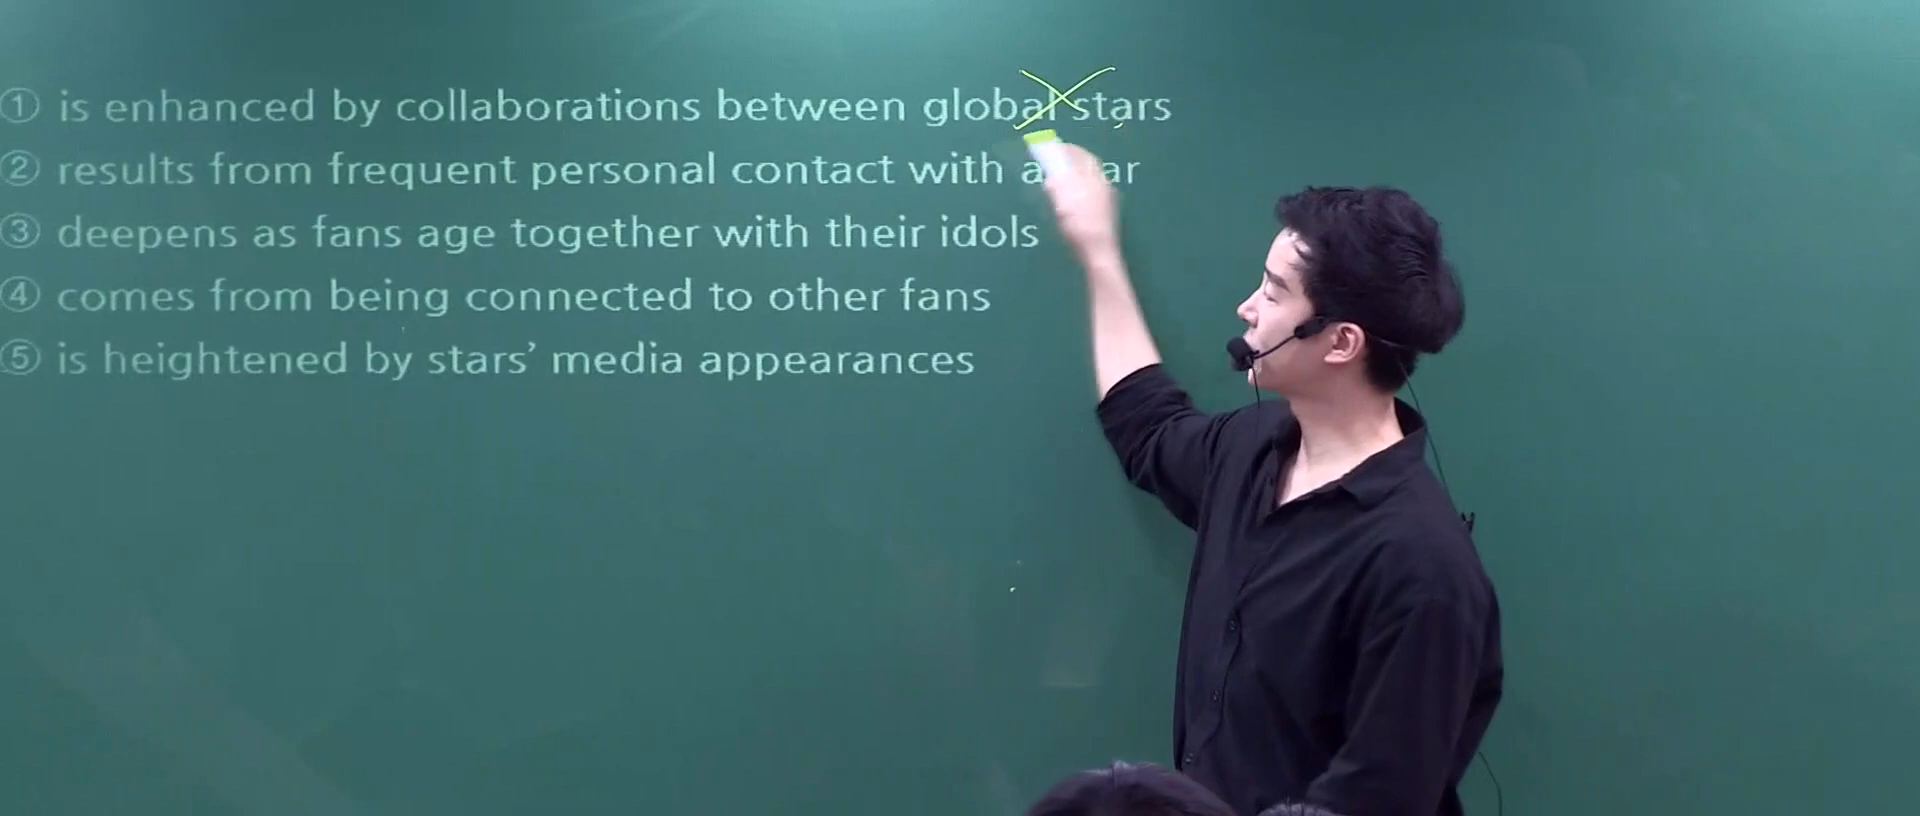 ① is enhanced by collaborations between global stars
② results from frequent personal contact with a
③ deepens as fans age together with their idols
④ comes from being connected to other fans
⑤ is heightened by stars’ media appearances